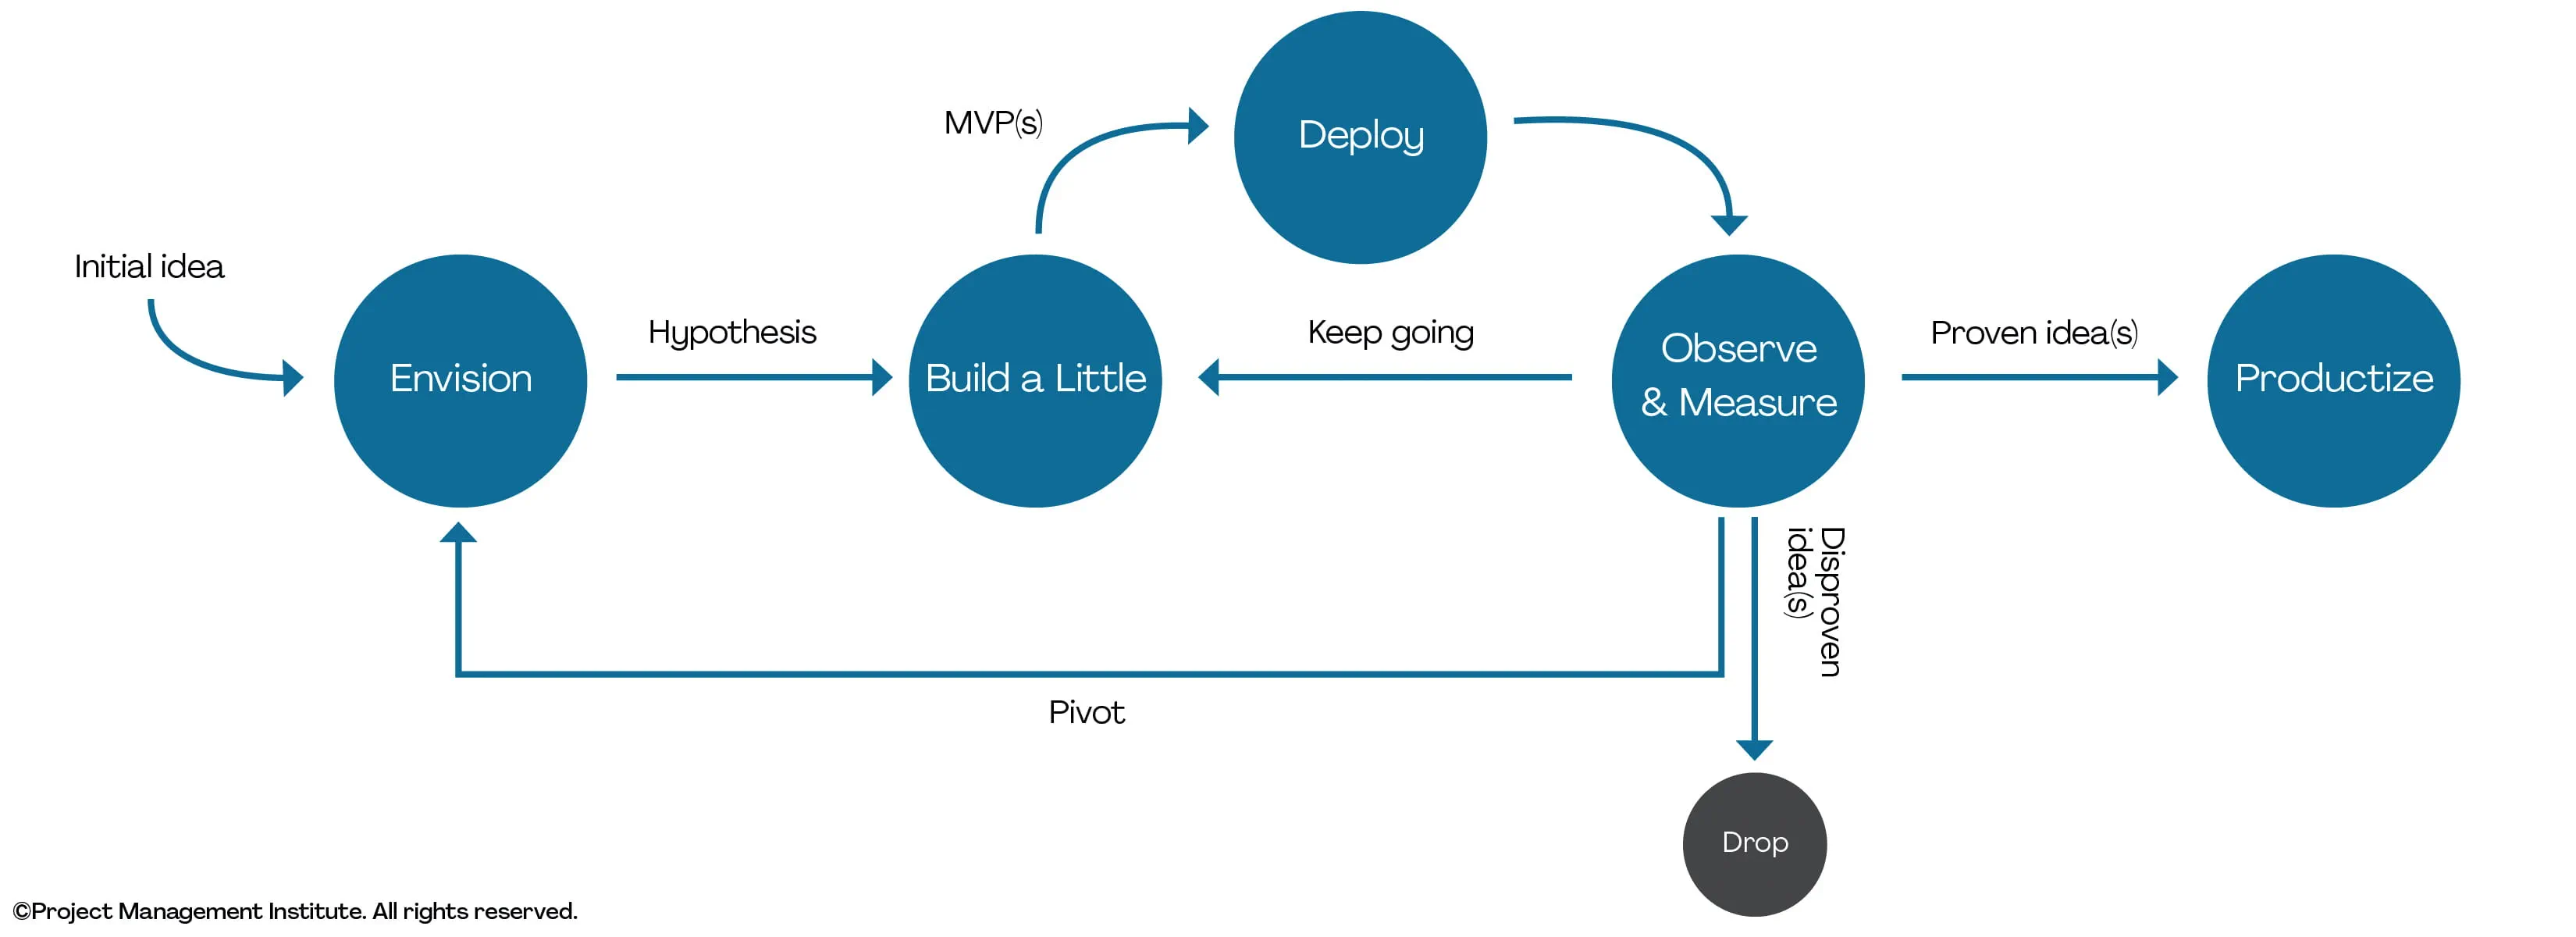 Initial idea
Envision
Hypothesis
Build a Little
MVP(s)
Deploy
Keep going
Observe
& Measure
Proven idea(s)
Productize
Pivot
Disproven
idea(s)
Drop
©Project Management Institute. All rights reserved.